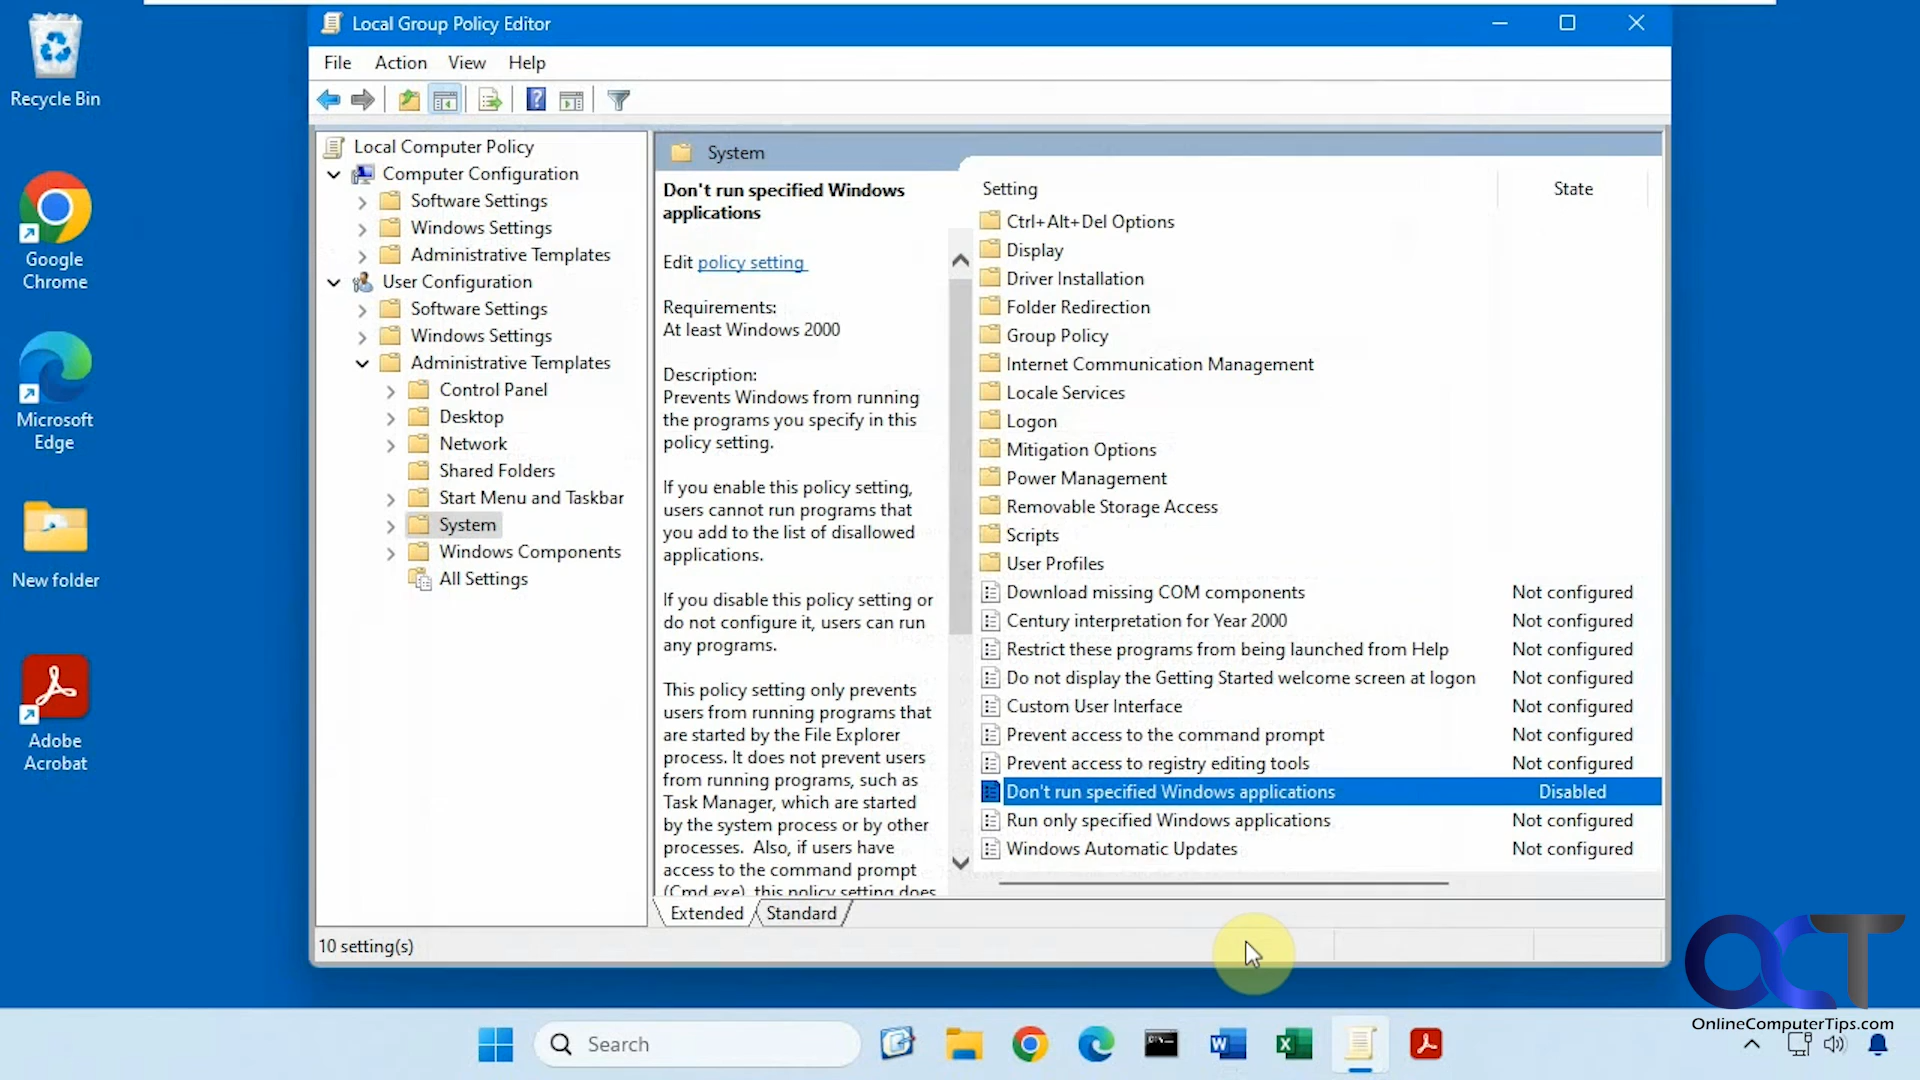 Local Group Policy Editor
File Action View Help
Recycle Bin
Google
Chrome
Microsoft
Edge
New folder
Adobe
Acrobat
Local Computer Policy
Computer Configuration
Software Settings
Windows Settings
Administrative Templates
User Configuration
Software Settings
Windows Settings
Administrative Templates
Control Panel
Desktop
Network
Shared Folders
Start Menu and Taskbar
System
Windows Components
All Settings
System
Don't run specified Windows
applications
Edit policy setting
Requirements:
At least Windows 2000
Description:
Prevents Windows from running
the programs you specify in this
policy setting.
If you enable this policy setting,
users cannot run programs that
you add to the list of disallowed
applications.
If you disable this policy setting or
do not configure it, users can run
any programs.
This policy setting only prevents
users from running programs that
are started by the File Explorer
process. It does not prevent users
from running programs, such as
Task Manager, which are started
by the system process or by other
processes. Also, if users have
access to the command prompt
(Cmd.exe), this policy setting does
Setting State
Ctrl+Alt+Del Options
Display
Driver Installation
Folder Redirection
Group Policy
Internet Communication Management
Locale Services
Logon
Mitigation Options
Power Management
Removable Storage Access
Scripts
User Profiles
Download missing COM components Not configured
Century interpretation for Year 2000 Not configured
Restrict these programs from being launched from Help Not configured
Do not display the Getting Started welcome screen at logon Not configured
Custom User Interface Not configured
Prevent access to the command prompt Not configured
Prevent access to registry editing tools Not configured
Don't run specified Windows applications Disabled
Run only specified Windows applications Not configured
Windows Automatic Updates Not configured
Extended Standard
10 setting(s)
OCT
OnlineComputerTips.com
Search